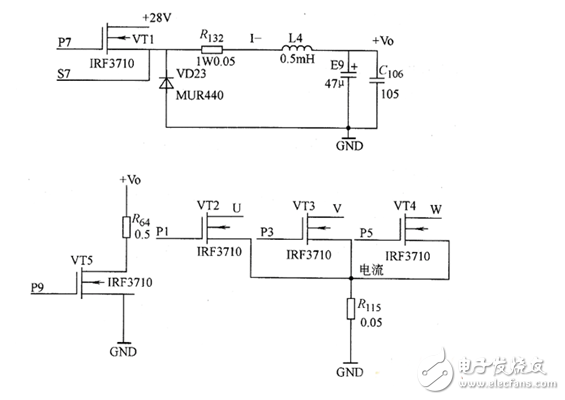 +28V
P7
VT1
IRF3710
S7
R132
1W0.05
I−
L4
0.5mH
+Vo
VD23
MUR440
E9
+
47μ
C106
105
GND
+Vo
R64
0.5
VT5
IRF3710
P9
GND
VT2
U
P1
IRF3710
VT3
V
P3
IRF3710
VT4
W
P5
IRF3710
电流
R115
0.05
GND
电子发烧友
www.elecfans.com